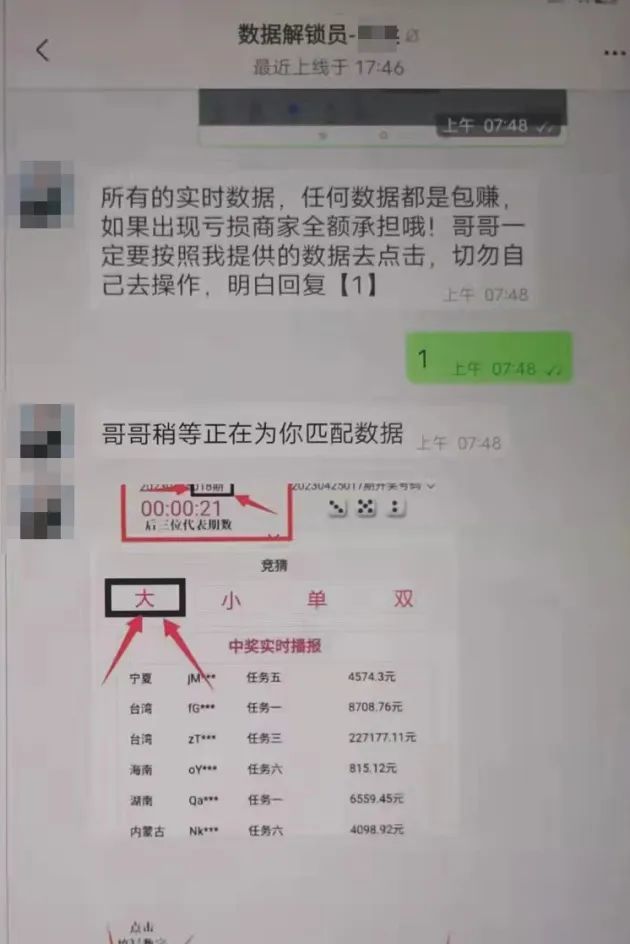 数据解锁员-
最近上线于 17:46
上午 07:48
所有的实时数据，任何数据都是包赚，
如果出现亏损商家全额承担哦！哥哥一
定要按照我提供的数据去点击，切勿自
己去操作，明白回复【1】
上午 07:48
1
上午 07:48
哥哥稍等正在为你匹配数据
上午 07:48
20230425017期开奖号码
00:00:21
后三位代表期数
竞猜
大 小 单 双
中奖实时播报
宁夏 jM*** 任务五 4574.3元
台湾 fG*** 任务一 8708.76元
台湾 zT*** 任务三 227177.11元
海南 oY*** 任务六 815.12元
湖南 Qa*** 任务一 6559.45元
内蒙古 Nk*** 任务六 4098.92元
点击